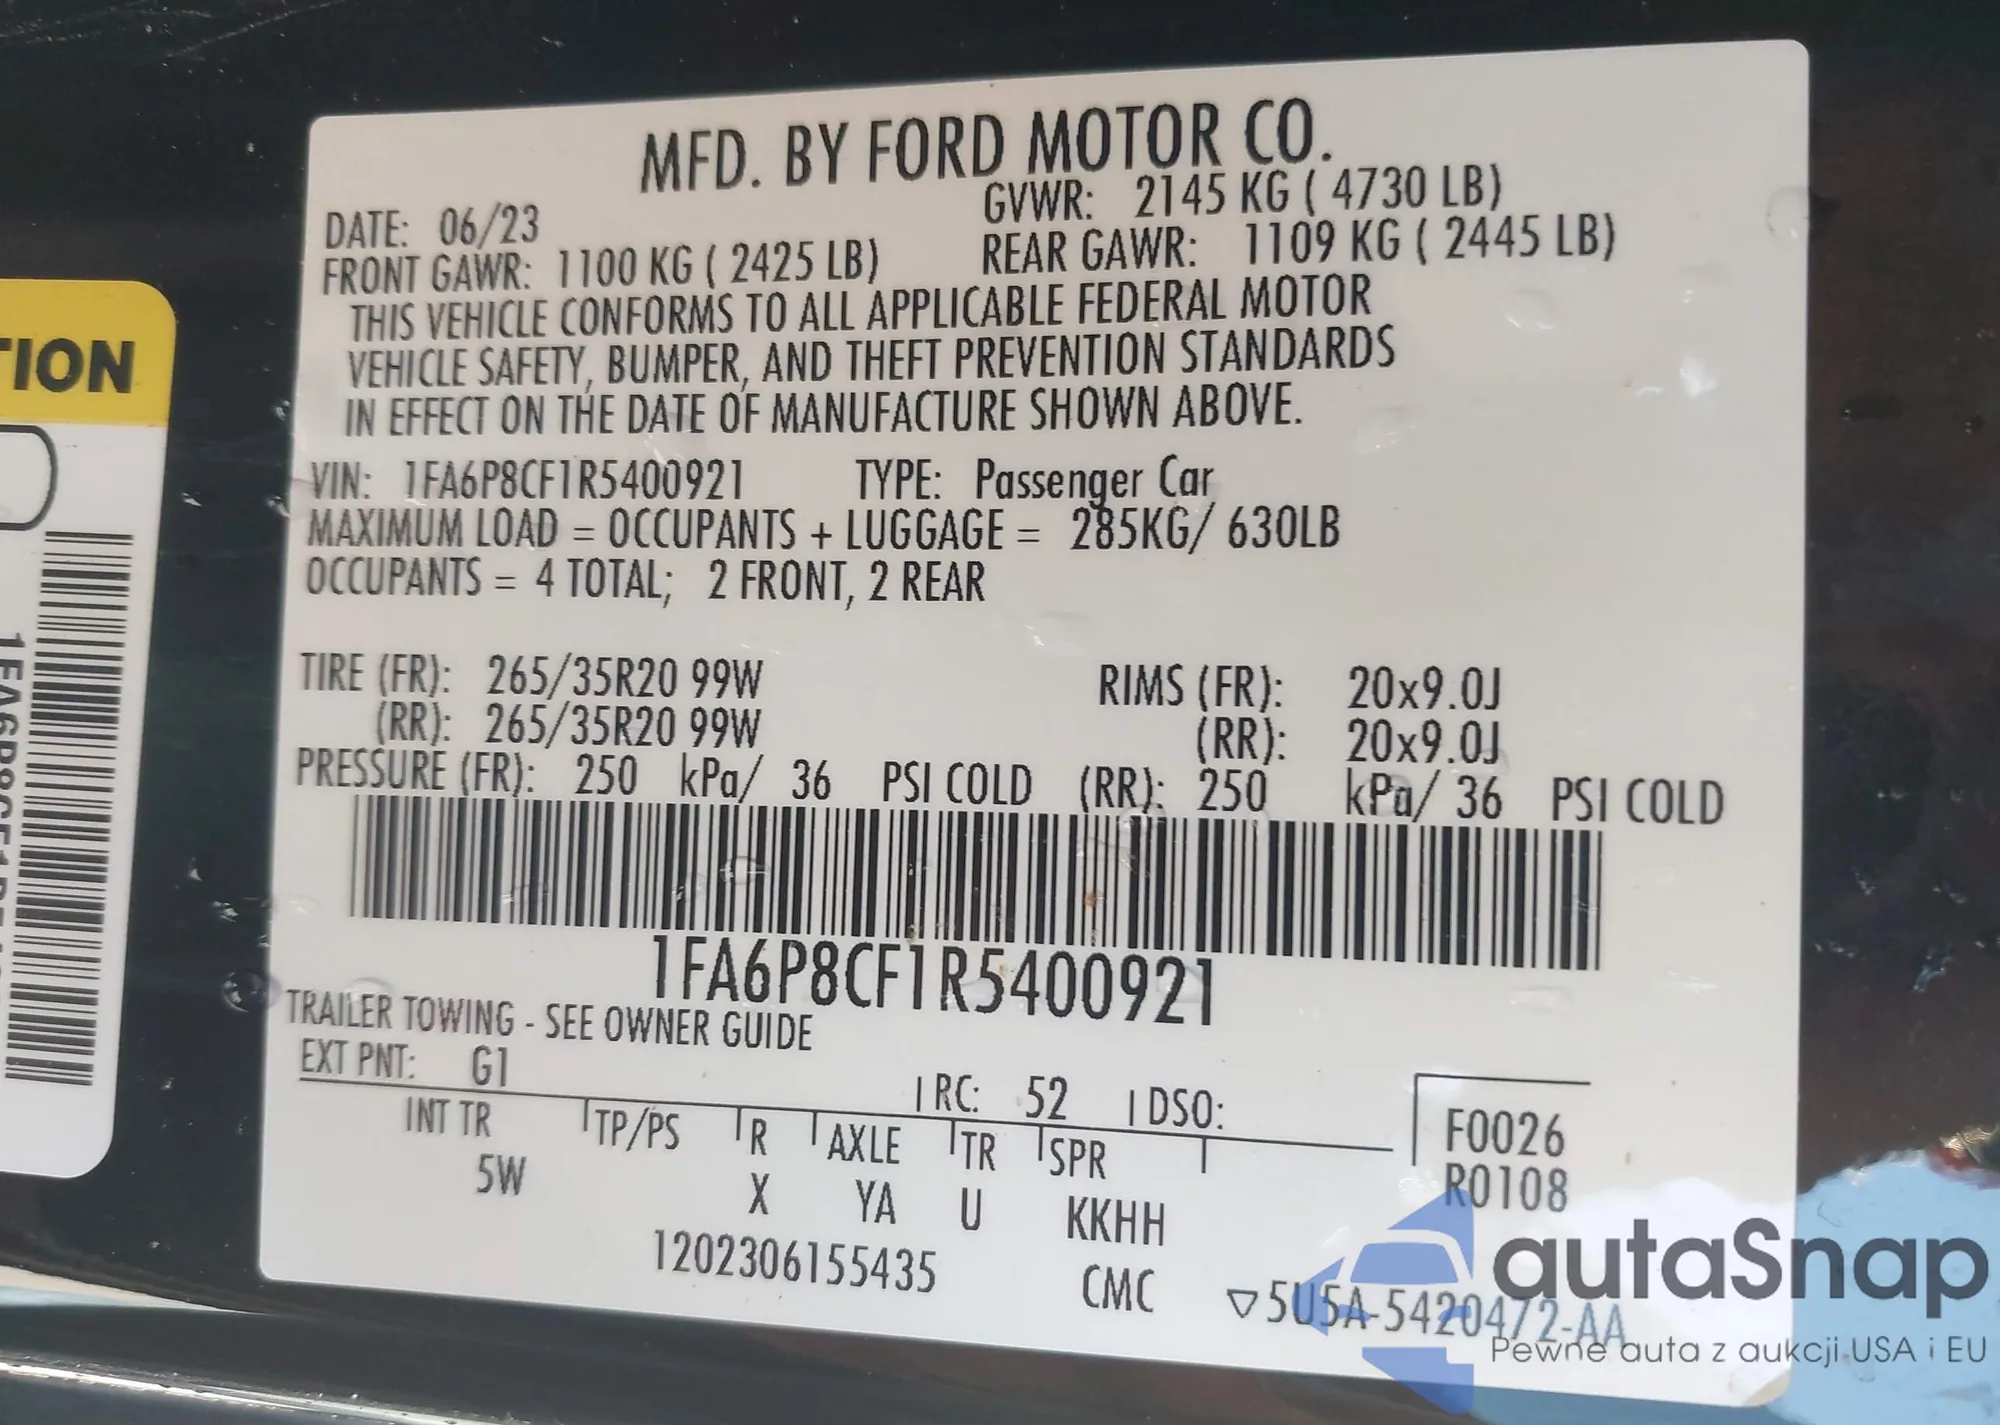 MFD. BY FORD MOTOR CO.
DATE: 06/23 GVWR: 2145 KG ( 4730 LB)
FRONT GAWR: 1100 KG ( 2425 LB) REAR GAWR: 1109 KG ( 2445 LB)
THIS VEHICLE CONFORMS TO ALL APPLICABLE FEDERAL MOTOR
VEHICLE SAFETY, BUMPER, AND THEFT PREVENTION STANDARDS
IN EFFECT ON THE DATE OF MANUFACTURE SHOWN ABOVE.
VIN: 1FA6P8CF1R5400921 TYPE: Passenger Car
MAXIMUM LOAD = OCCUPANTS + LUGGAGE = 285KG/ 630LB
OCCUPANTS = 4 TOTAL; 2 FRONT, 2 REAR
TIRE (FR): 265/35R20 99W RIMS (FR): 20x9.0J
(RR): 265/35R20 99W (RR): 20x9.0J
PRESSURE (FR): 250 kPa/ 36 PSI COLD (RR): 250 kPa/ 36 PSI COLD
1FA6P8CF1R5400921
TRAILER TOWING - SEE OWNER GUIDE
EXT PNT: G1 RC: 52 DSO:
INT TR TP/PS R AXLE TR SPR F0026
5W X YA U KKHH R0108
1202306155435 CMC ▽5U5A-5420472-AA
TION
autaSnap
Pewne auta z aukcji USA i EU